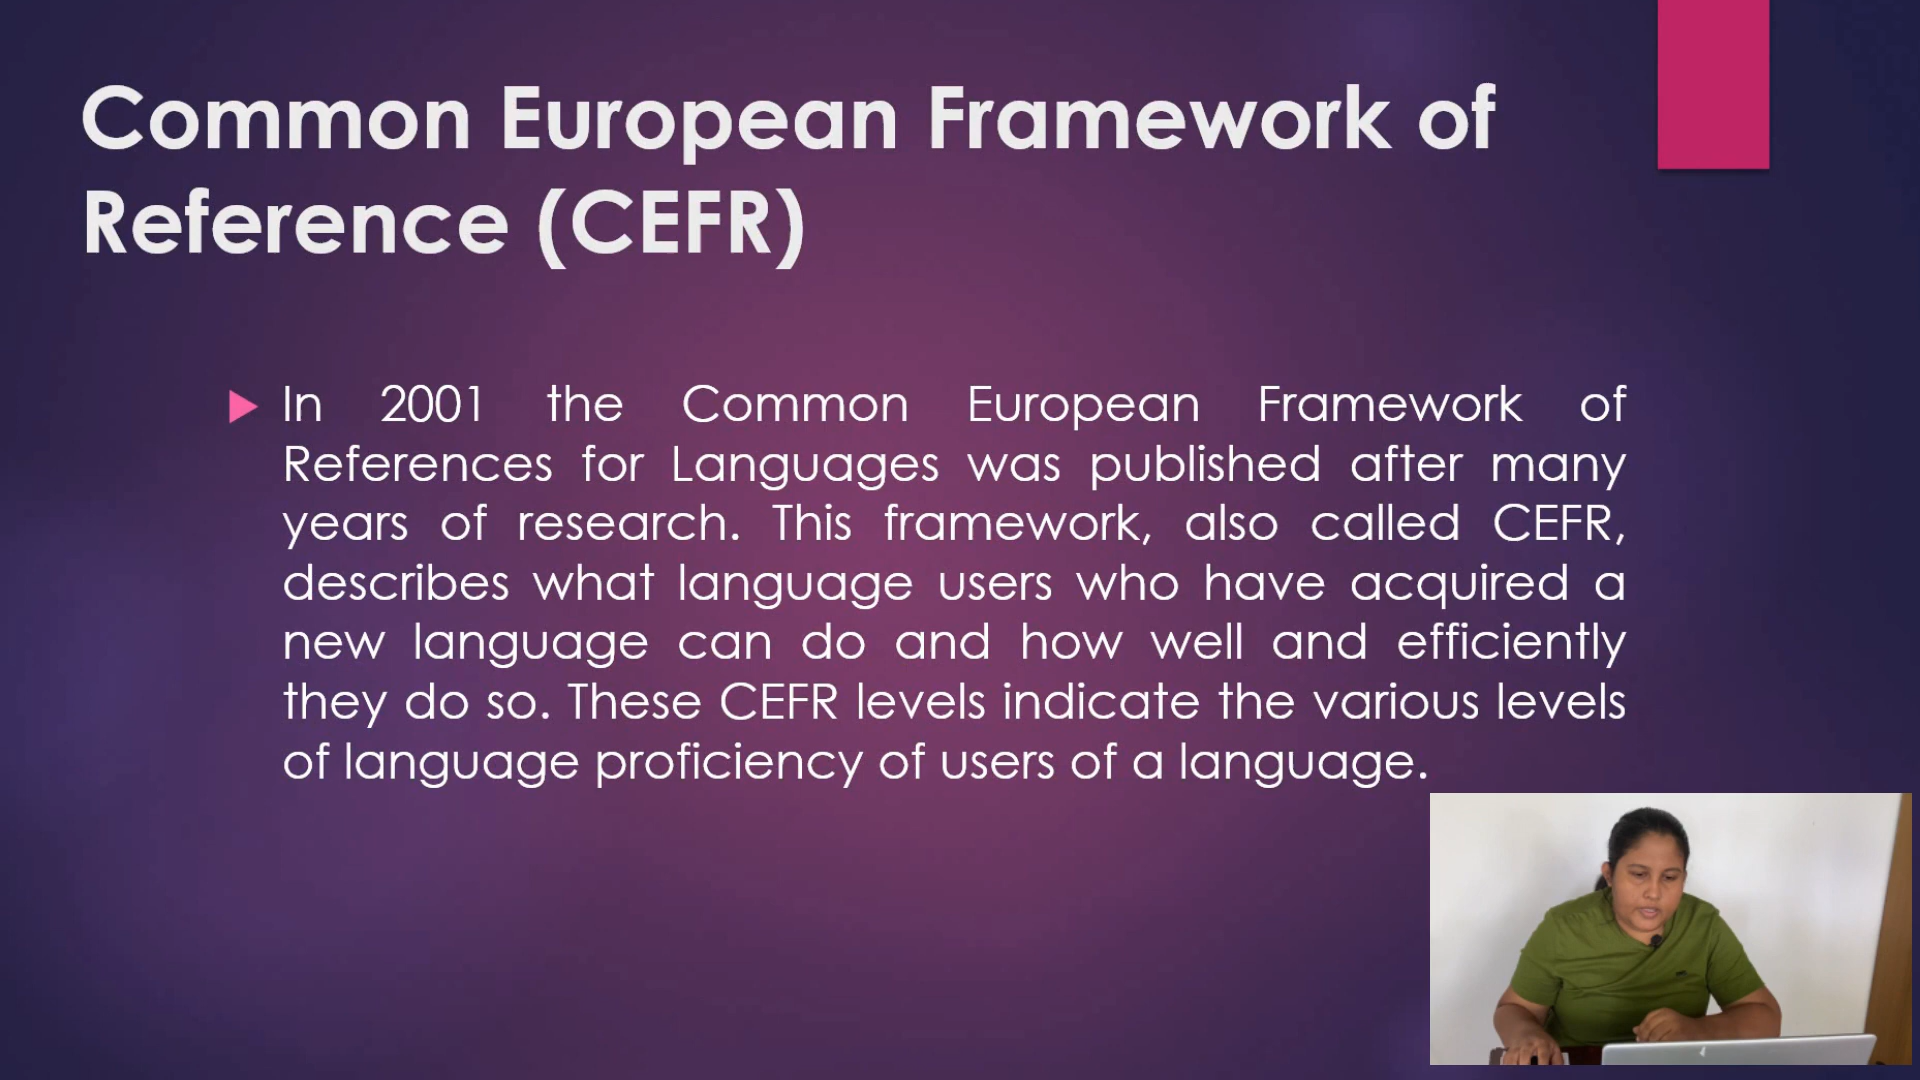 Common European Framework of
Reference (CEFR)
In 2001 the Common European Framework of
References for Languages was published after many
years of research. This framework, also called CEFR,
describes what language users who have acquired a
new language can do and how well and efficiently
they do so. These CEFR levels indicate the various levels
of language proficiency of users of a language.